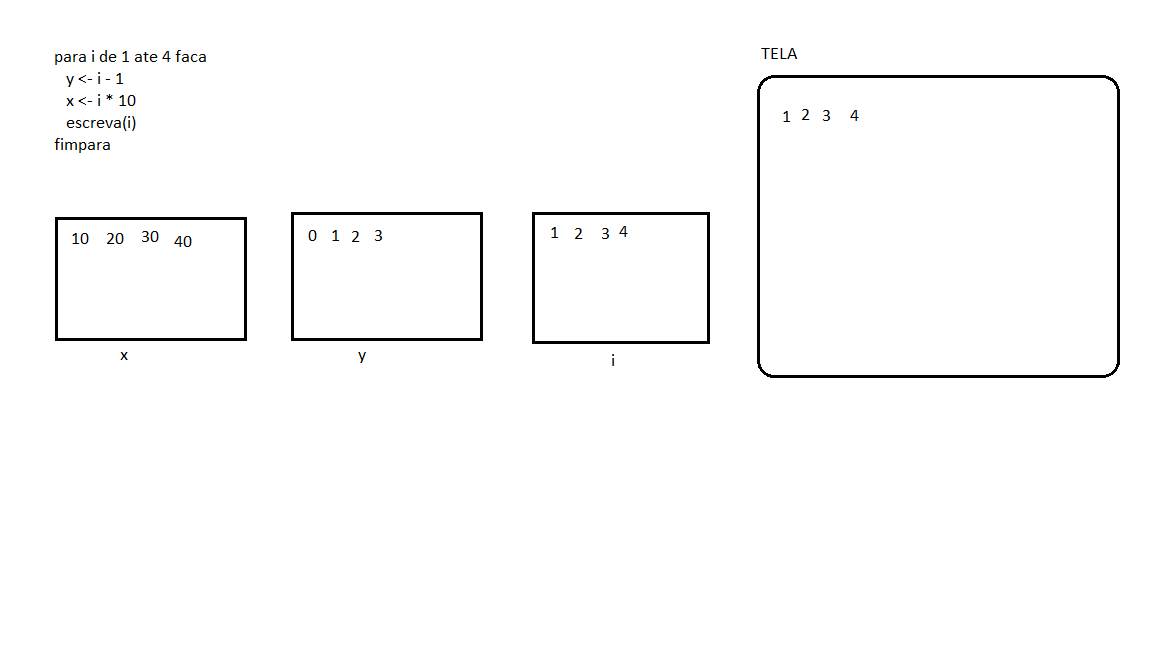 para i de 1 ate 4 faca
y <- i - 1
x <- i * 10
escreva(i)
fimpara
TELA
1 2 3 4
10 20 30 40
x
0 1 2 3
y
1 2 3 4
i